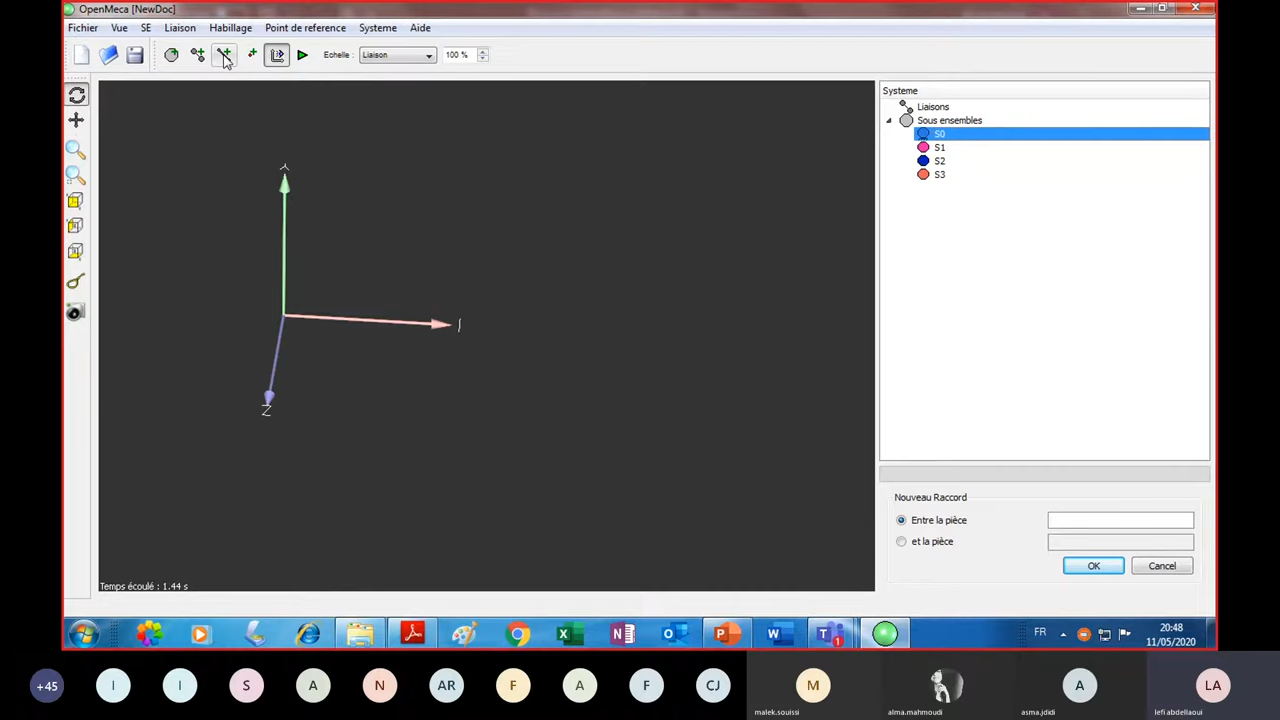 OpenMeca [NewDoc]
Fichier Vue SE Liaison Habillage Point de reference Systeme Aide
Echelle : Liaison 100 %
Systeme
Liaisons
Sous ensembles
S0
S1
S2
S3
Y
Z
Nouveau Raccord
Entre la pièce
et la pièce
OK Cancel
Temps écoulé : 1.44 s
FR 20:48
11/05/2020
+45 I I S A N AR F A F CJ M A LA
malek.souissi alma.mahmoudi asma.jdidi lefi abdellaoui